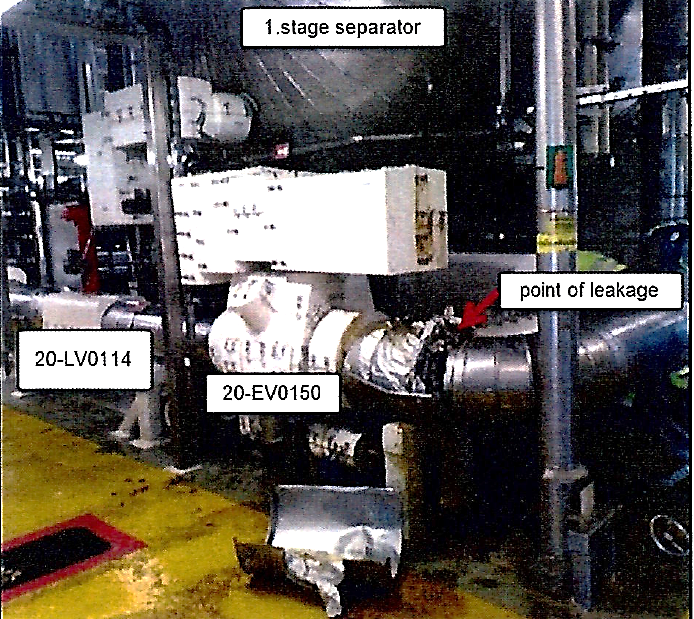 1.stage separator
point of leakage
20-LV0114
20-EV0150